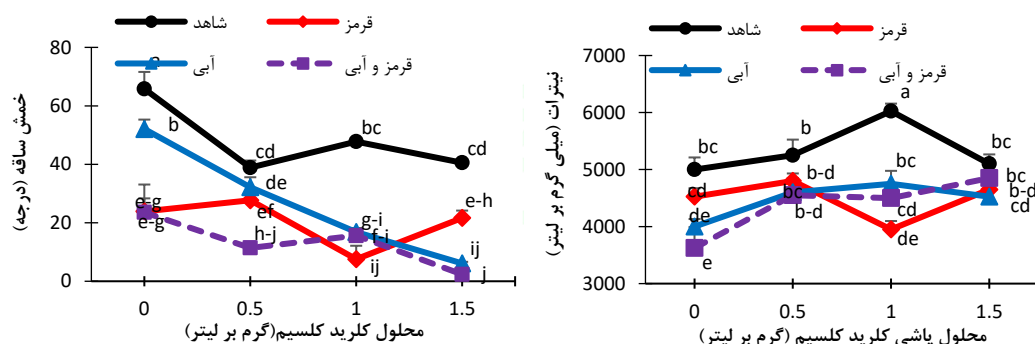 شاهد
قرمز
آبی
قرمز و آبی
خمش ساقه (درجه)
80
60
40
20
0
b
cd
bc
cd
de
e-g
e-g
ef
h-j
g-i
f-i
ij
e-h
ij
j
0 0.5 1 1.5
محلول کلرید کلسیم(گرم بر لیتر)
شاهد
قرمز
آبی
قرمز و آبی
نیترات (میلی گرم بر لیتر)
7000
6000
5000
4000
3000
a
bc
b
bc
bc
cd
b-d
bc
b-d
bc
b-d
de
cd
cd
e
de
0 0.5 1 1.5
محلول پاشی کلرید کلسیم (گرم بر لیتر)